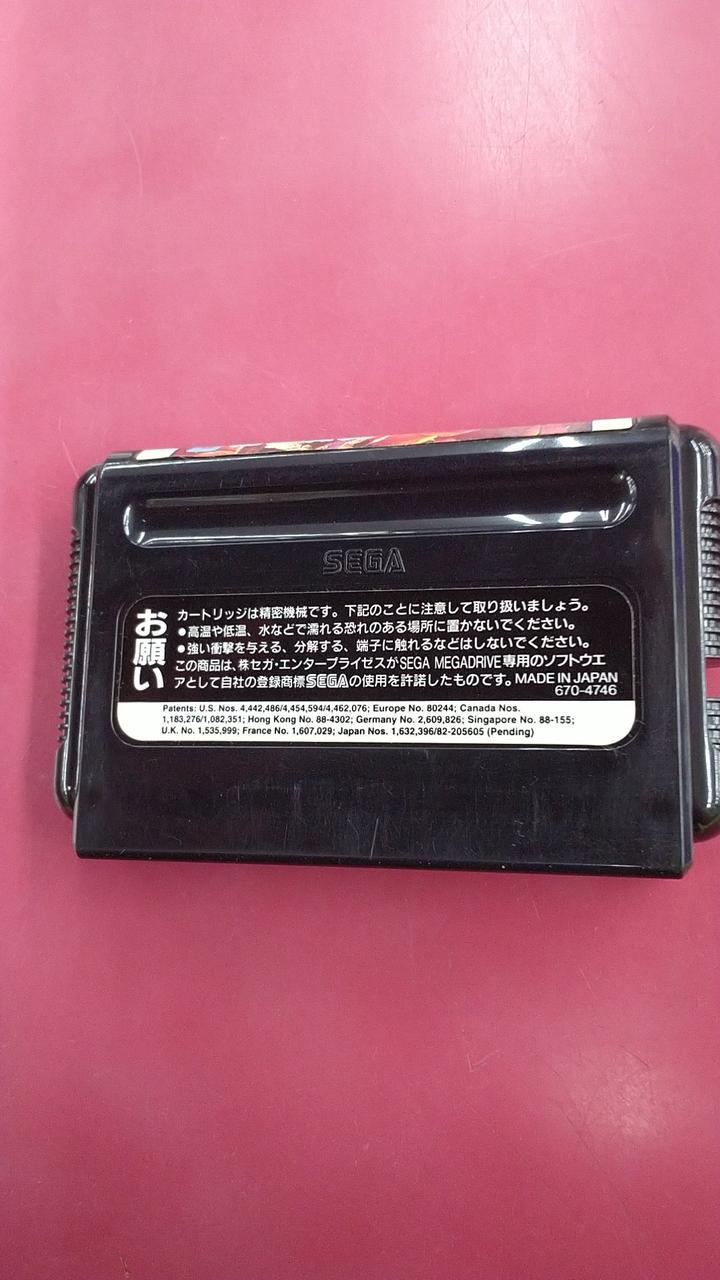 SEGA
お願い
カートリッジは精密機械です。下記のことに注意して取り扱いましょう。
●高温や低温、水などで濡れる恐れのある場所に置かないでください。
●強い衝撃を与える、分解する、端子に触れるなどはしないでください。
この商品は、株セガ・エンタープライゼスがSEGA MEGADRIVE専用のソフトウエ
アとして自社の登録商標SEGAの使用を許諾したものです。MADE IN JAPAN
670-4746
Patents: U.S. Nos. 4,442,486/4,454,594/4,462,076; Europe No. 80244; Canada Nos.
1,183,276/1,082,351; Hong Kong No. 88-4302; Germany No. 2,609,826; Singapore No. 88-155;
U.K. No. 1,535,999; France No. 1,607,029; Japan Nos. 1,632,396/82-205605 (Pending)